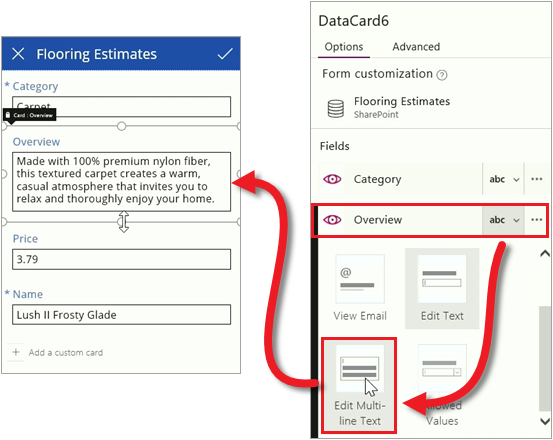 Flooring Estimates
* Category
Carpet
Card : Overview
Overview
Made with 100% premium nylon fiber,
this textured carpet creates a warm,
casual atmosphere that invites you to
relax and thoroughly enjoy your home.
Price
3.79
* Name
Lush II Frosty Glade
+ Add a custom card
DataCard6
Options Advanced
Form customization ?
Flooring Estimates
SharePoint
Fields
Category abc ...
Overview abc ...
@
View Email Edit Text
Edit Multi-
line Text
Allowed
Values